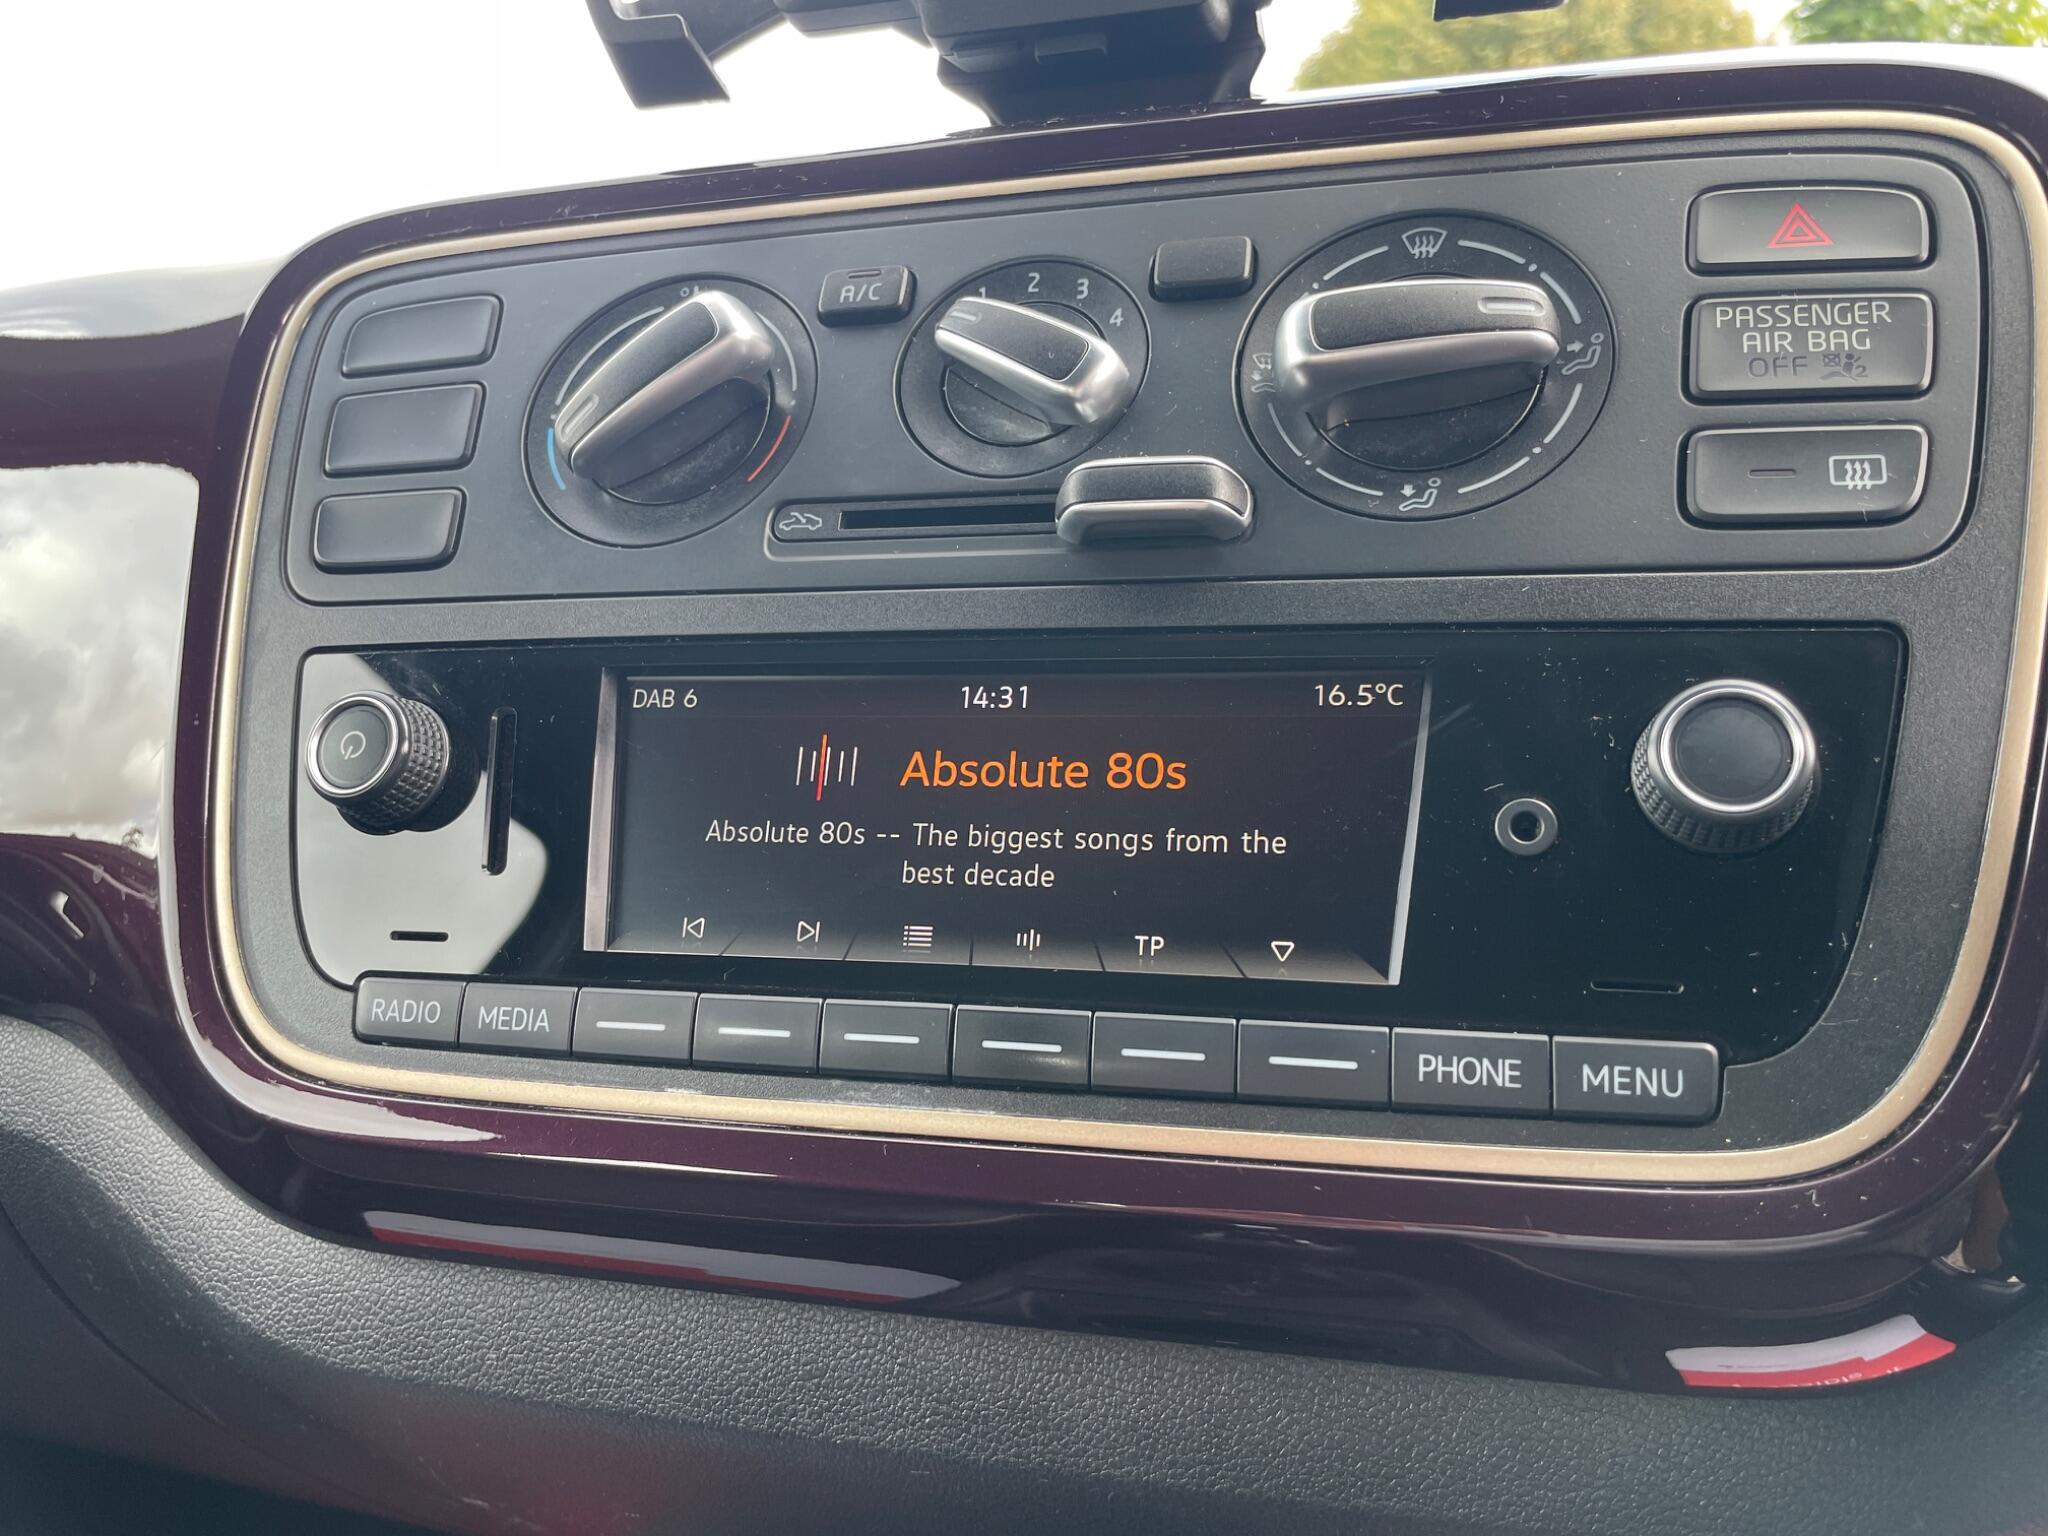 A/C
1
2
3
4
PASSENGER
AIR BAG
OFF
2
DAB 6
14:31
16.5°C
Absolute 80s
Absolute 80s -- The biggest songs from the
best decade
TP
RADIO
MEDIA
PHONE
MENU